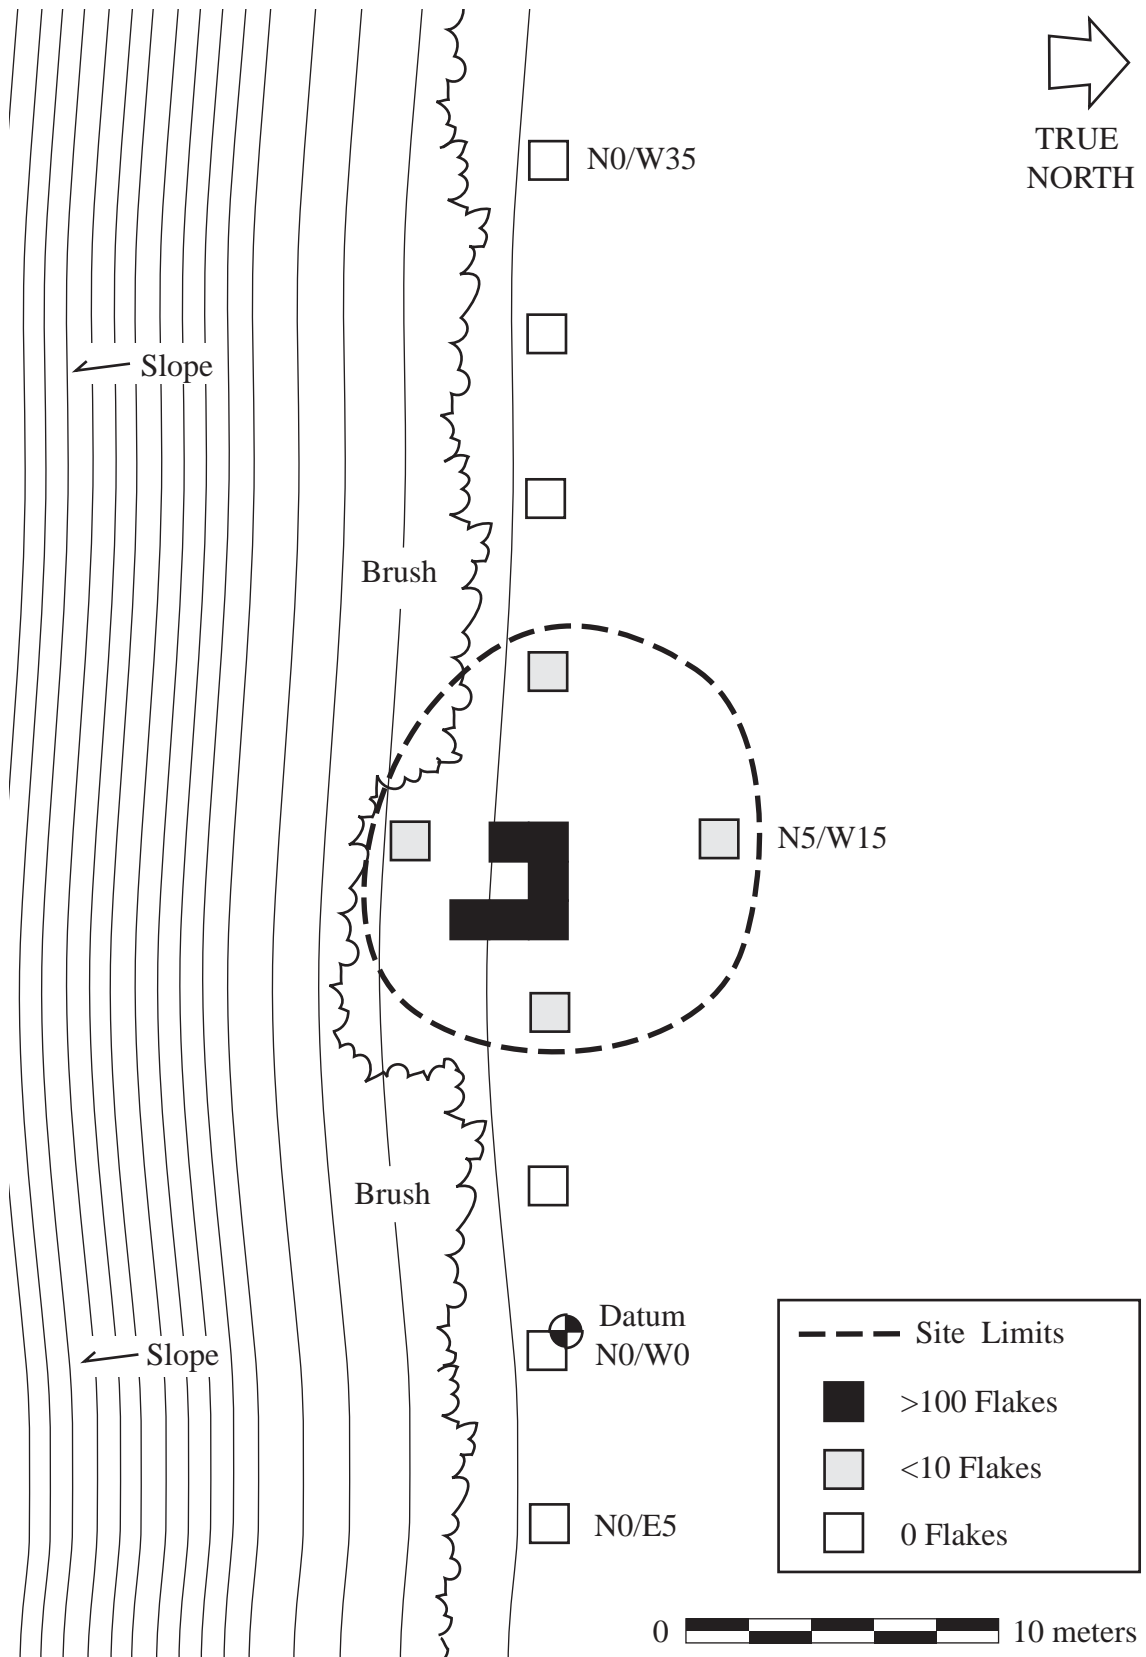 TRUE
NORTH
N0/W35
Slope
Brush
N5/W15
Brush
Datum
N0/W0
Slope
N0/E5
Site Limits
>100 Flakes
<10 Flakes
0 Flakes
0 10 meters